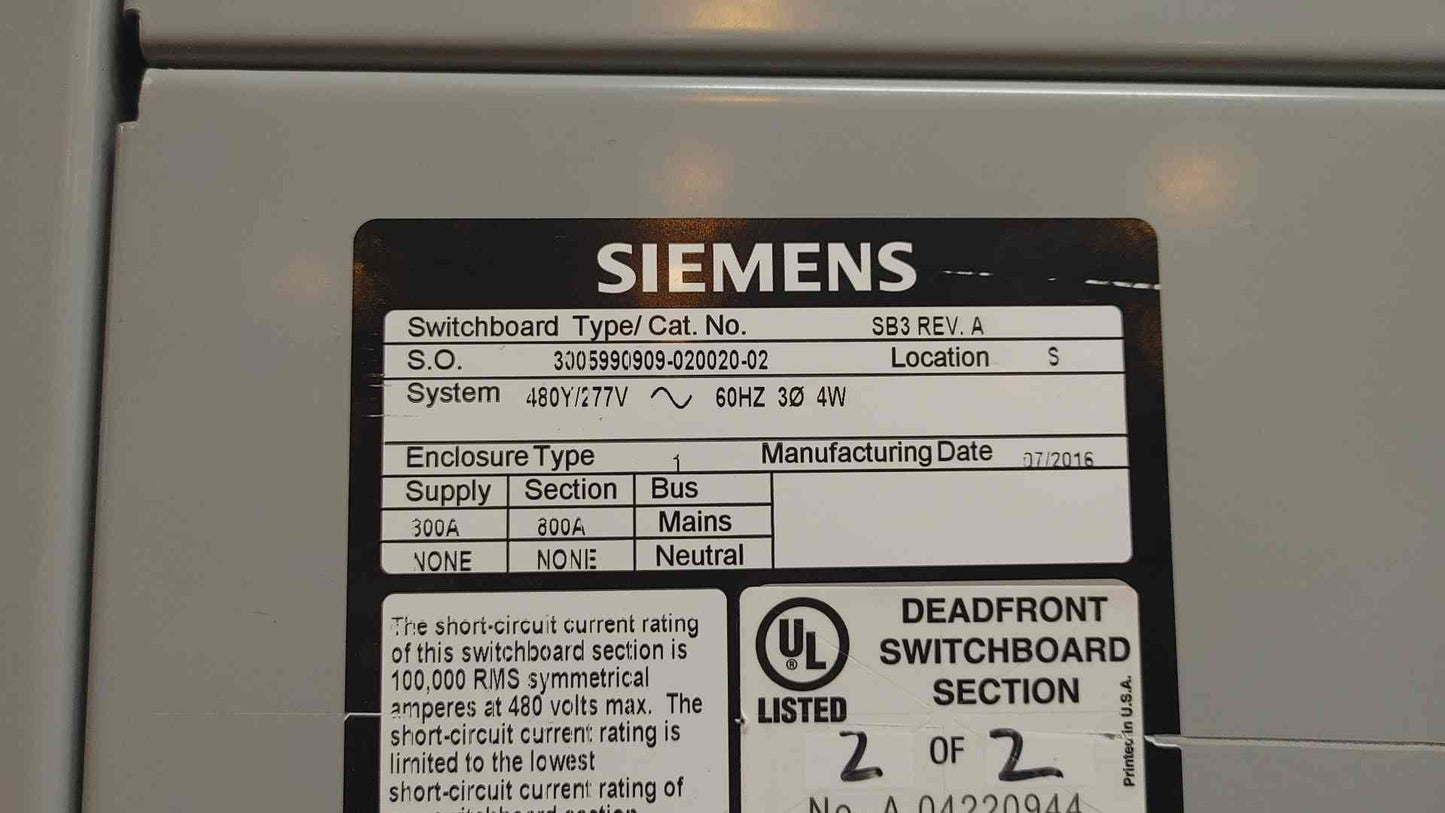 SIEMENS
Switchboard Type/ Cat. No. SB3 REV. A
S.O. 3005990909-020020-02 Location S
System 480Y/277V 60HZ 3Ø 4W
Enclosure Type 1 Manufacturing Date 07/2016
Supply Section Bus
800A 800A Mains
NONE NONE Neutral
The short-circuit current rating
of this switchboard section is
100,000 RMS symmetrical
amperes at 480 volts max. The
short-circuit current rating is
limited to the lowest
short-circuit current rating of
switchboard section
UL
®
LISTED
DEADFRONT
SWITCHBOARD
SECTION
2 OF 2
No. A 04220944
Printed in U.S.A.